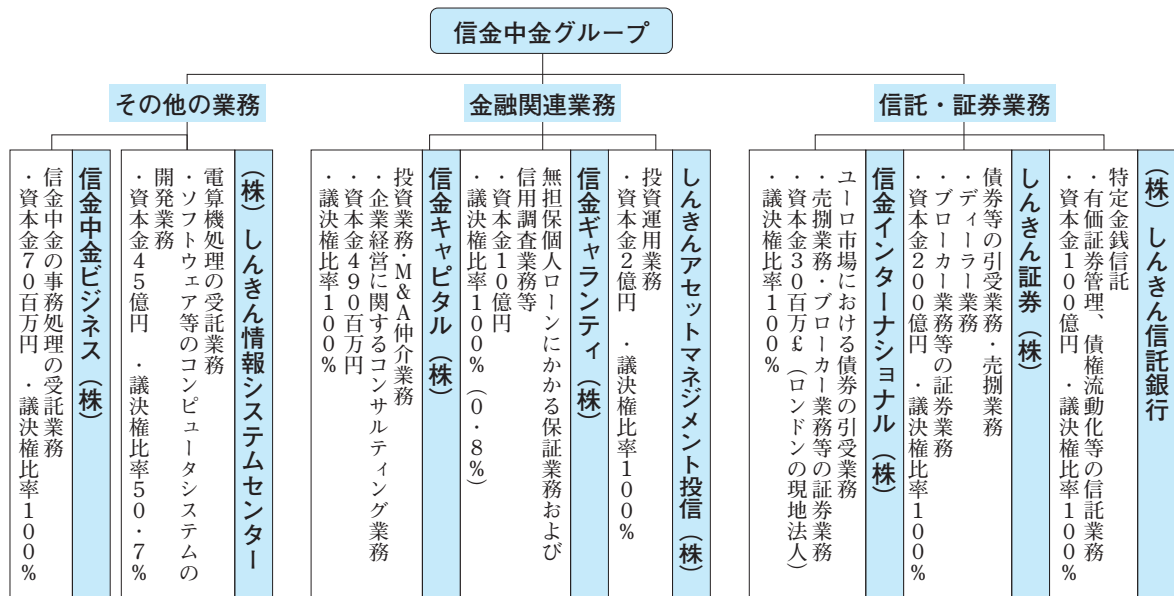 信金中金グループ
信託・証券業務
(株)しんきん信託銀行
特定金銭信託
・有価証券管理、債権流動化等の信託業務
・資本金100億円 ・議決権比率100%
しんきん証券(株)
債券等の引受業務・売捌業務
・ディーラー業務
・ブローカー業務等の証券業務
・資本金200億円 ・議決権比率100%
信金インターナショナル(株)
ユーロ市場における債券の引受業務
・売捌業務・ブローカー業務等の証券業務
・資本金30百万£(ロンドンの現地法人)
・議決権比率100%
金融関連業務
しんきんアセットマネジメント投信(株)
投資運用業務
・資本金2億円 ・議決権比率100%
信金ギャランティ(株)
無担保個人ローンにかかる保証業務および
信用調査業務等
・資本金10億円
・議決権比率100%(0・8%)
信金キャピタル(株)
投資業務・M&A仲介業務
・企業経営に関するコンサルティング業務
・資本金490百万円
・議決権比率100%
その他の業務
(株)しんきん情報システムセンター
電算機処理の受託業務
・ソフトウェア等のコンピュータシステムの
開発業務
・資本金45億円 ・議決権比率50・7%
信金中金ビジネス(株)
信金中金の事務処理の受託業務
・資本金70百万円 ・議決権比率100%